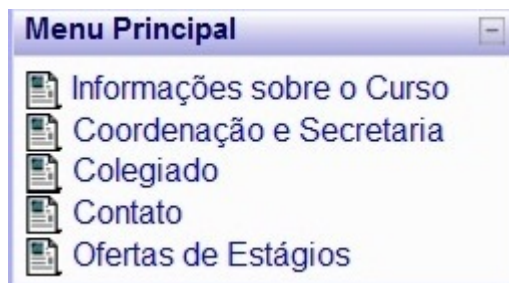 Menu Principal
Informações sobre o Curso
Coordenação e Secretaria
Colegiado
Contato
Ofertas de Estágios